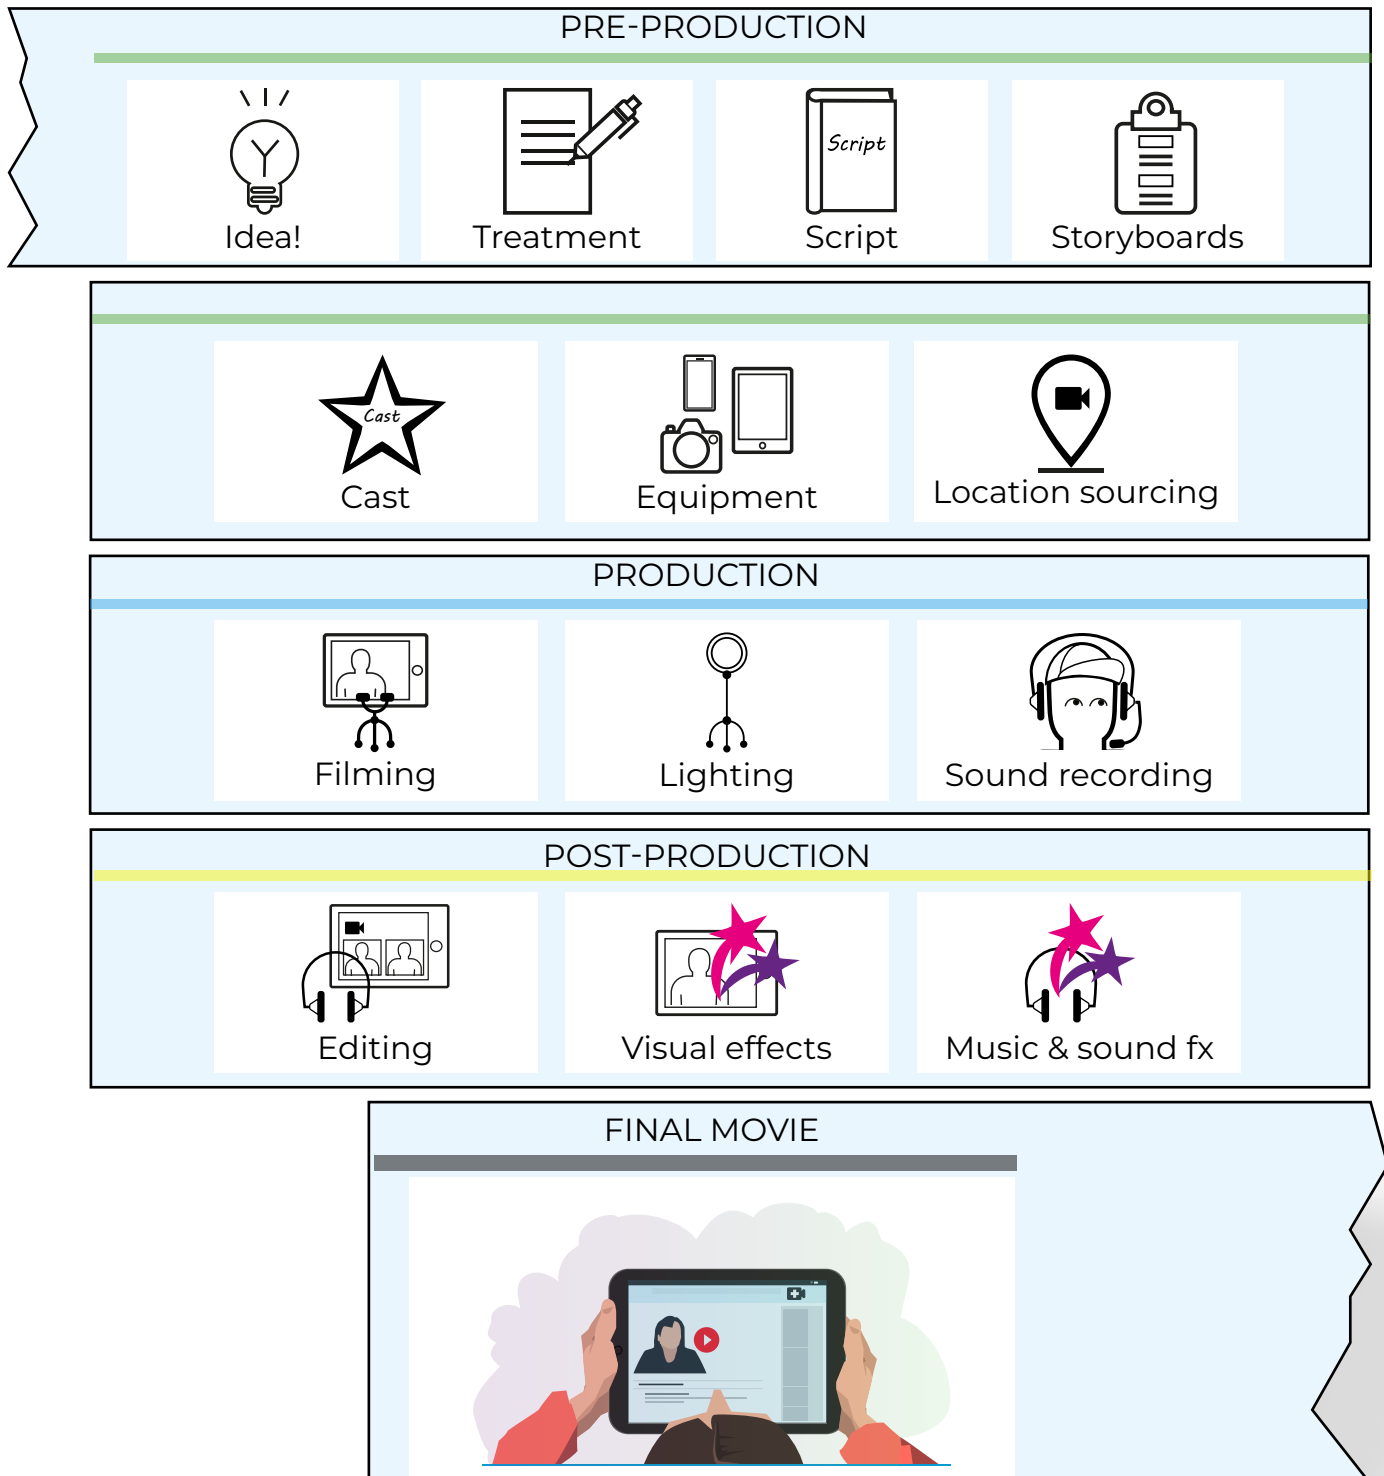 PRE-PRODUCTION
Script
Idea!
Treatment
Script
Storyboards
Cast
Cast
Equipment
Location sourcing
PRODUCTION
Filming
Lighting
Sound recording
POST-PRODUCTION
Editing
Visual effects
Music & sound fx
FINAL MOVIE